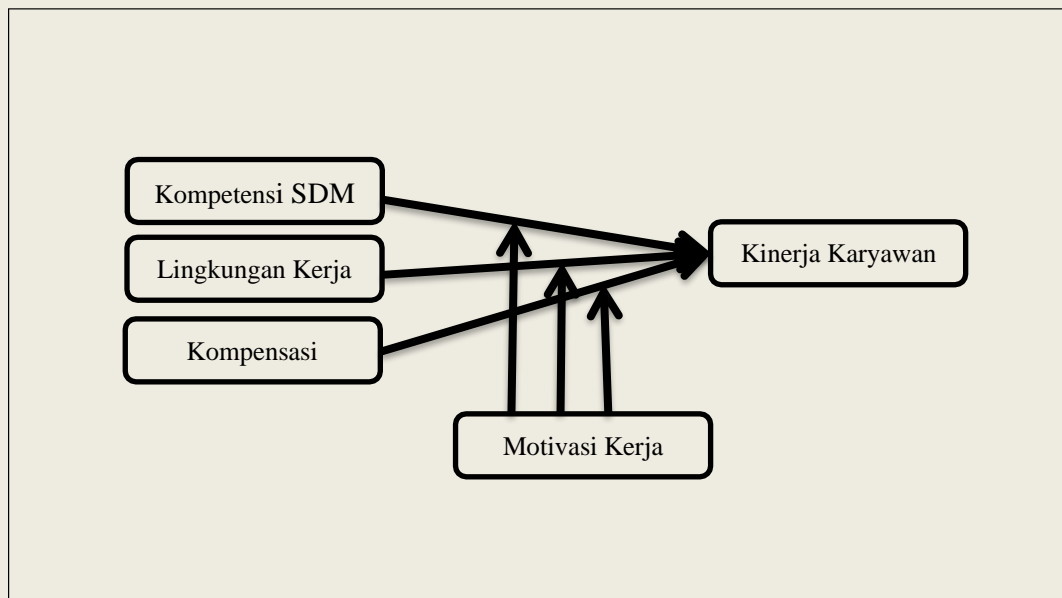 Kompetensi SDM
Lingkungan Kerja
Kinerja Karyawan
Kompensasi
Motivasi Kerja